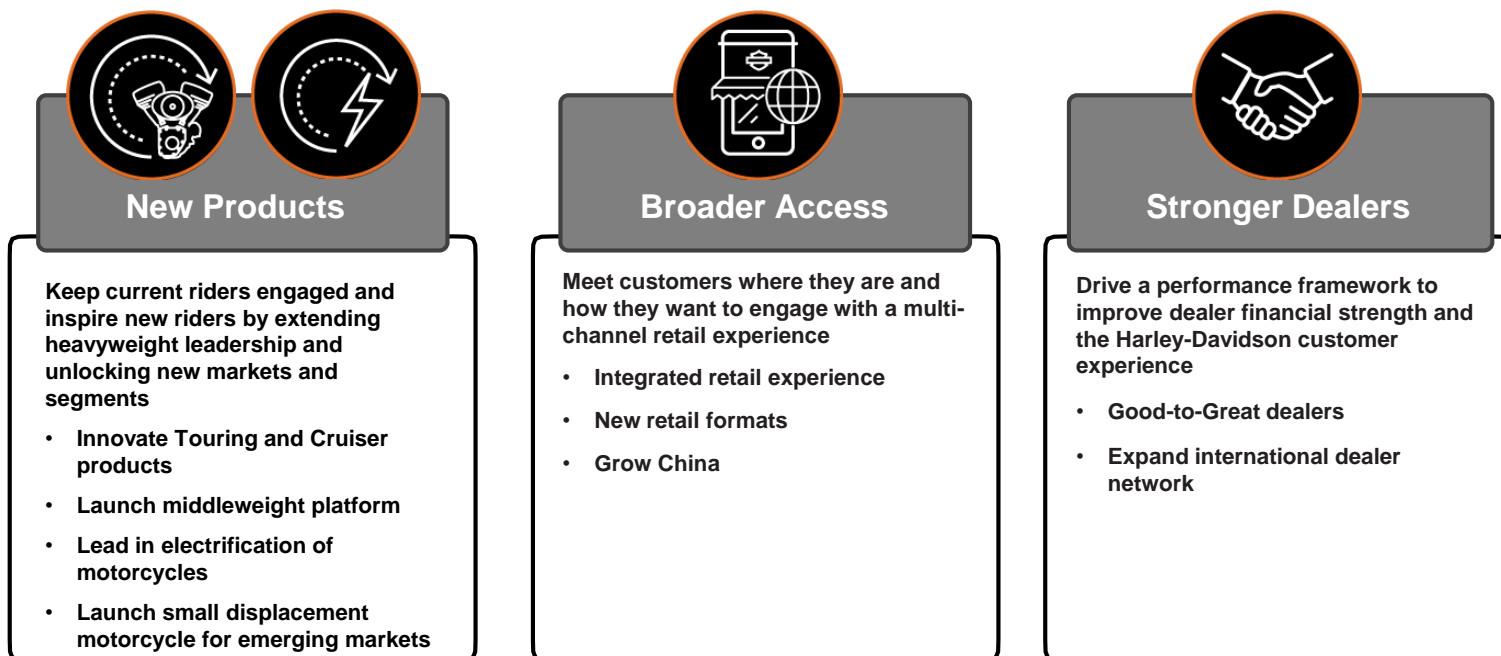 New Products
Keep current riders engaged and
inspire new riders by extending
heavyweight leadership and
unlocking new markets and
segments
• Innovate Touring and Cruiser
products
• Launch middleweight platform
• Lead in electrification of
motorcycles
• Launch small displacement
motorcycle for emerging markets
Broader Access
Meet customers where they are and
how they want to engage with a multi-
channel retail experience
• Integrated retail experience
• New retail formats
• Grow China
Stronger Dealers
Drive a performance framework to
improve dealer financial strength and
the Harley-Davidson customer
experience
• Good-to-Great dealers
• Expand international dealer
network